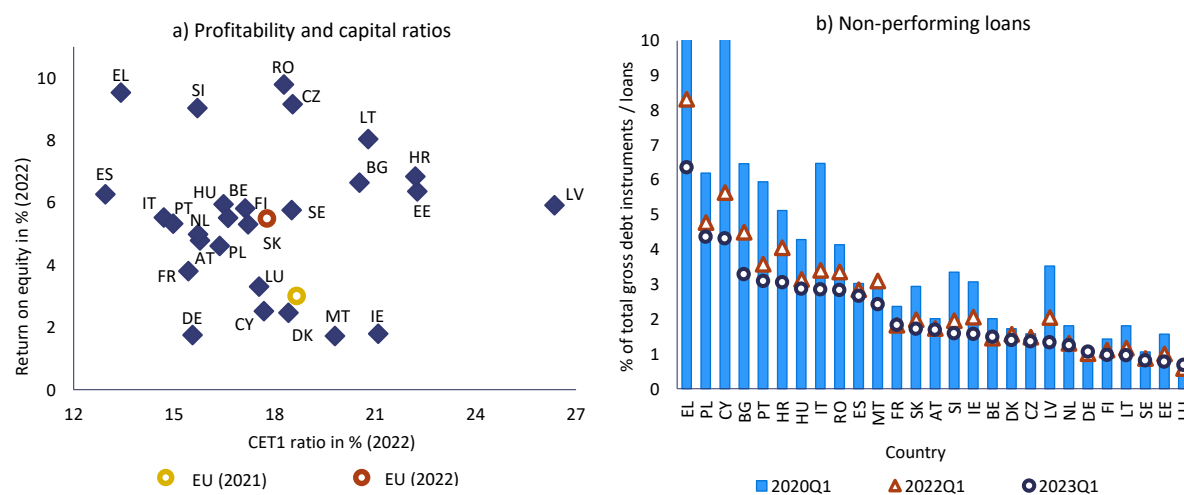 a) Profitability and capital ratios
Return on equity in % (2022)
10
8
6
4
2
0
EL
SI
RO
CZ
LT
ES
HR
BG
EE
LV
IT
PT
HU
BE
FI
NL
SE
SK
AT
PL
FR
LU
DE
CY
DK
MT
IE
12
15
18
21
24
27
CET1 ratio in % (2022)
EU (2021)
EU (2022)
b) Non-performing loans
% of total gross debt instruments / loans
10
9
8
7
6
5
4
3
2
1
0
EL
PL
CY
BG
PT
HR
HU
IT
RO
ES
MT
FR
SK
AT
SI
IE
BE
DK
CZ
LV
NL
DE
FI
LT
SE
EE
LU
Country
2020Q1
2022Q1
2023Q1